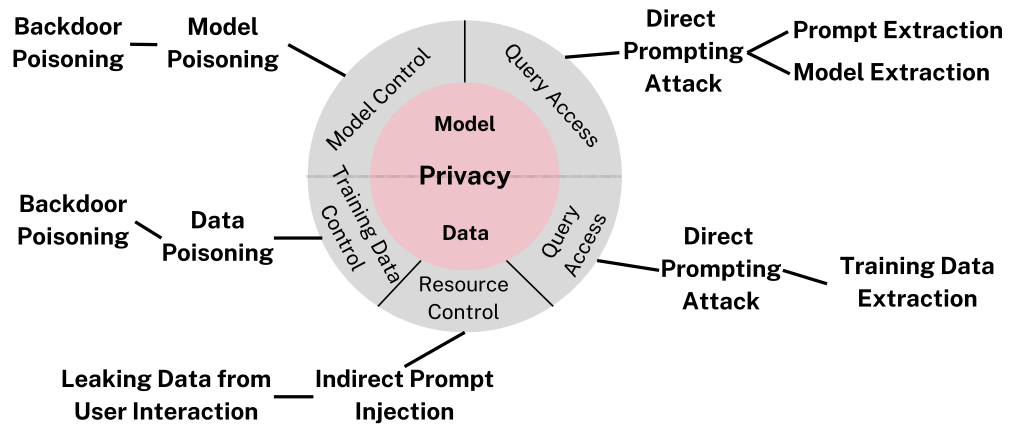 Backdoor
Poisoning
Model
Poisoning
Model Control
Query Access
Direct
Prompting
Attack
Prompt Extraction
Model Extraction
Model
Privacy
Data
Backdoor
Poisoning
Data
Poisoning
Training Data
Control
Query
Access
Direct
Prompting
Attack
Training Data
Extraction
Resource
Control
Leaking Data from
User Interaction
Indirect Prompt
Injection